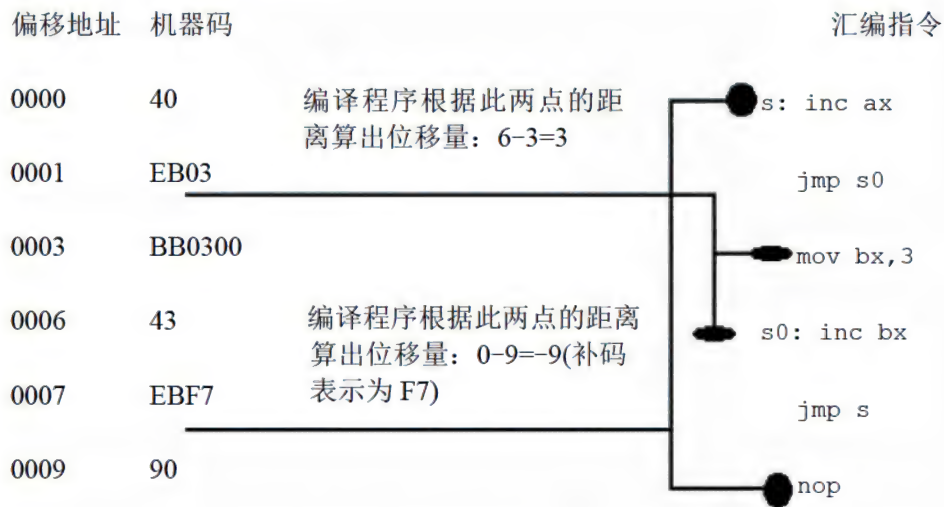 偏移地址 机器码 汇编指令
0000 40 s: inc ax
编译程序根据此两点的距
离算出位移量：6-3=3
0001 EB03 jmp s0
0003 BB0300 mov bx,3
0006 43 s0: inc bx
编译程序根据此两点的距离
算出位移量：0-9=-9(补码
表示为 F7)
0007 EBF7 jmp s
0009 90 nop